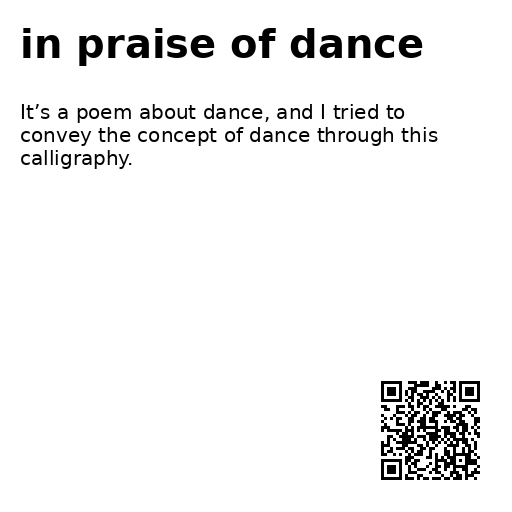 in praise of dance
It’s a poem about dance, and I tried to
convey the concept of dance through this
calligraphy.